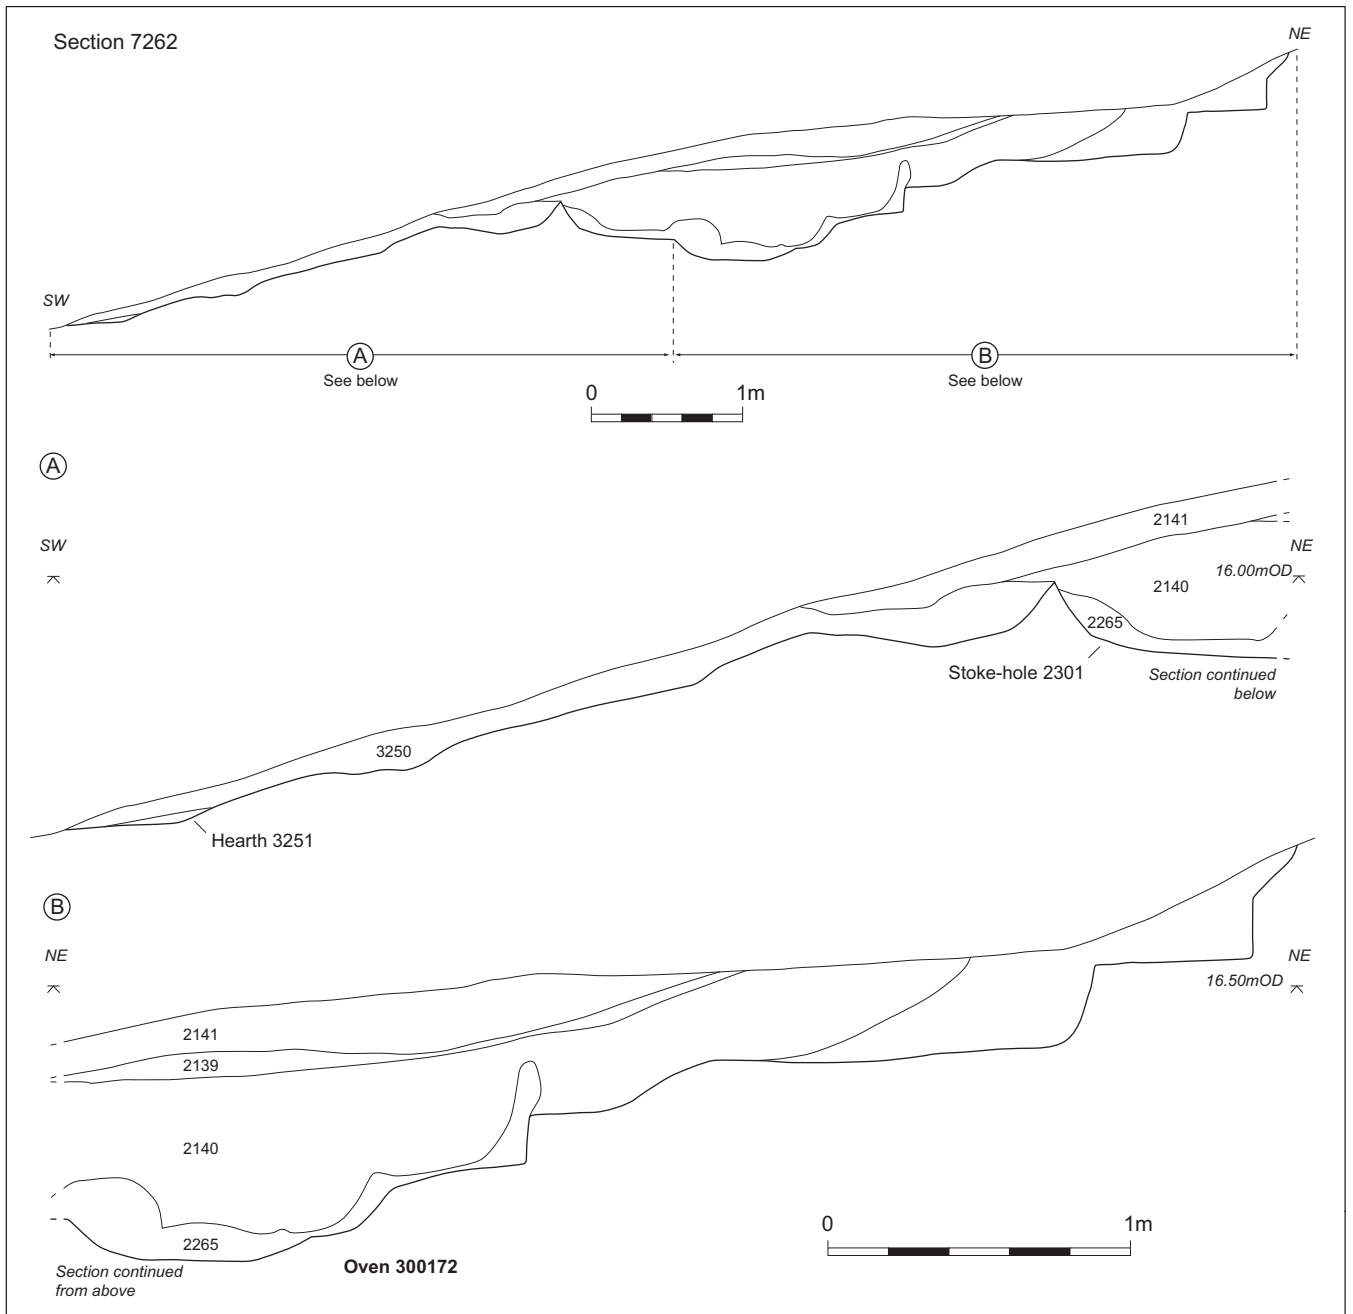 Section 7262
NE
SW
A
B
See below
See below
0 1m
A
2141
SW
NE
16.00mOD
2140
2265
Stoke-hole 2301
Section continued
below
3250
Hearth 3251
B
NE
NE
16.50mOD
2141
2139
2140
0 1m
2265
Oven 300172
Section continued
from above